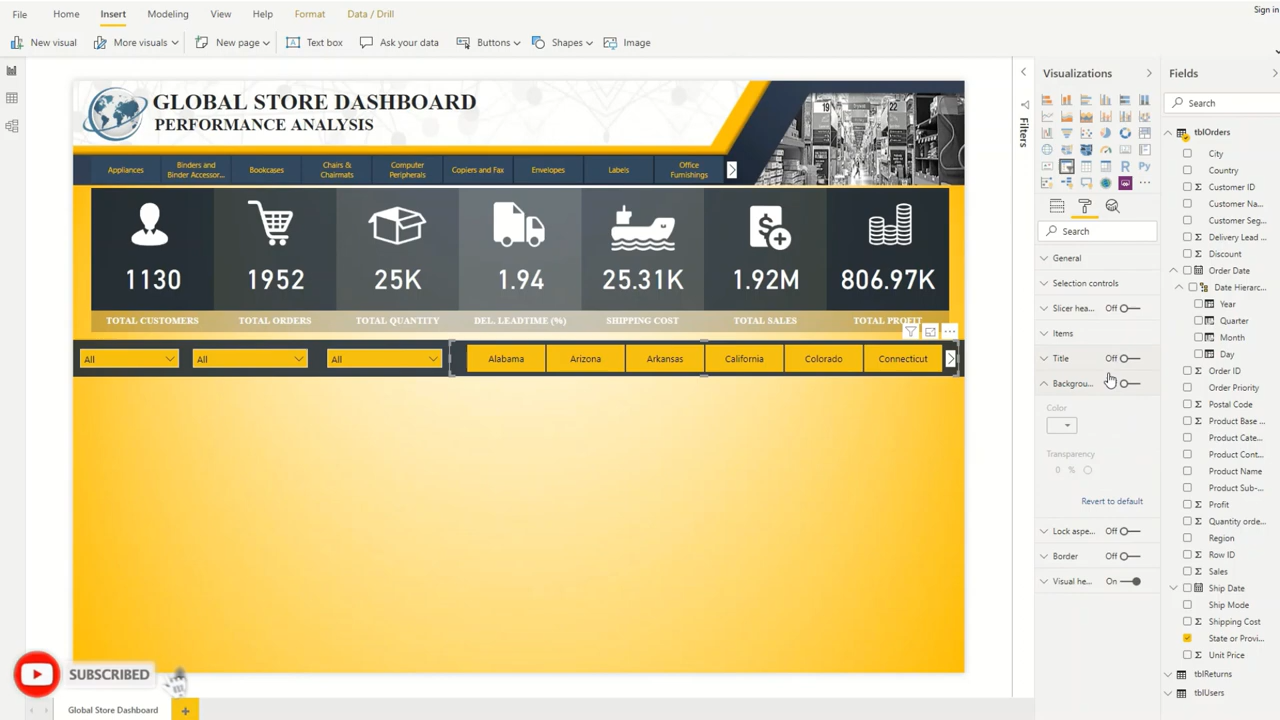 Sign in
File Home Insert Modeling View Help Format Data / Drill
New visual More visuals New page Text box Ask your data Buttons Shapes Image
GLOBAL STORE DASHBOARD
PERFORMANCE ANALYSIS
19 22
Appliances
Binders and
Binder Accessor...
Bookcases
Chairs &
Chairmats
Computer
Peripherals
Copiers and Fax
Envelopes
Labels
Office
Furnishings
1130 1952 25K 1.94 25.31K 1.92M 806.97K
TOTAL CUSTOMERS TOTAL ORDERS TOTAL QUANTITY DEL. LEADTIME (%) SHIPPING COST TOTAL SALES TOTAL PROFIT
All All All Alabama Arizona Arkansas California Colorado Connecticut
Filters
Visualizations
Search
General
Selection controls
Slicer hea... Off
Items
Title Off
Backgrou...
Color
Transparency
0 %
Revert to default
Lock aspe... Off
Border Off
Visual he... On
Fields
Search
tblOrders
City
Country
Customer ID
Customer Na...
Customer Seg...
Delivery Lead ...
Discount
Order Date
Date Hierarc...
Year
Quarter
Month
Day
Order ID
Order Priority
Postal Code
Product Base ...
Product Cate...
Product Cont...
Product Name
Product Sub-...
Profit
Quantity orde...
Region
Row ID
Sales
Ship Date
Ship Mode
Shipping Cost
State or Provi...
Unit Price
tblReturns
tblUsers
SUBSCRIBED
Global Store Dashboard